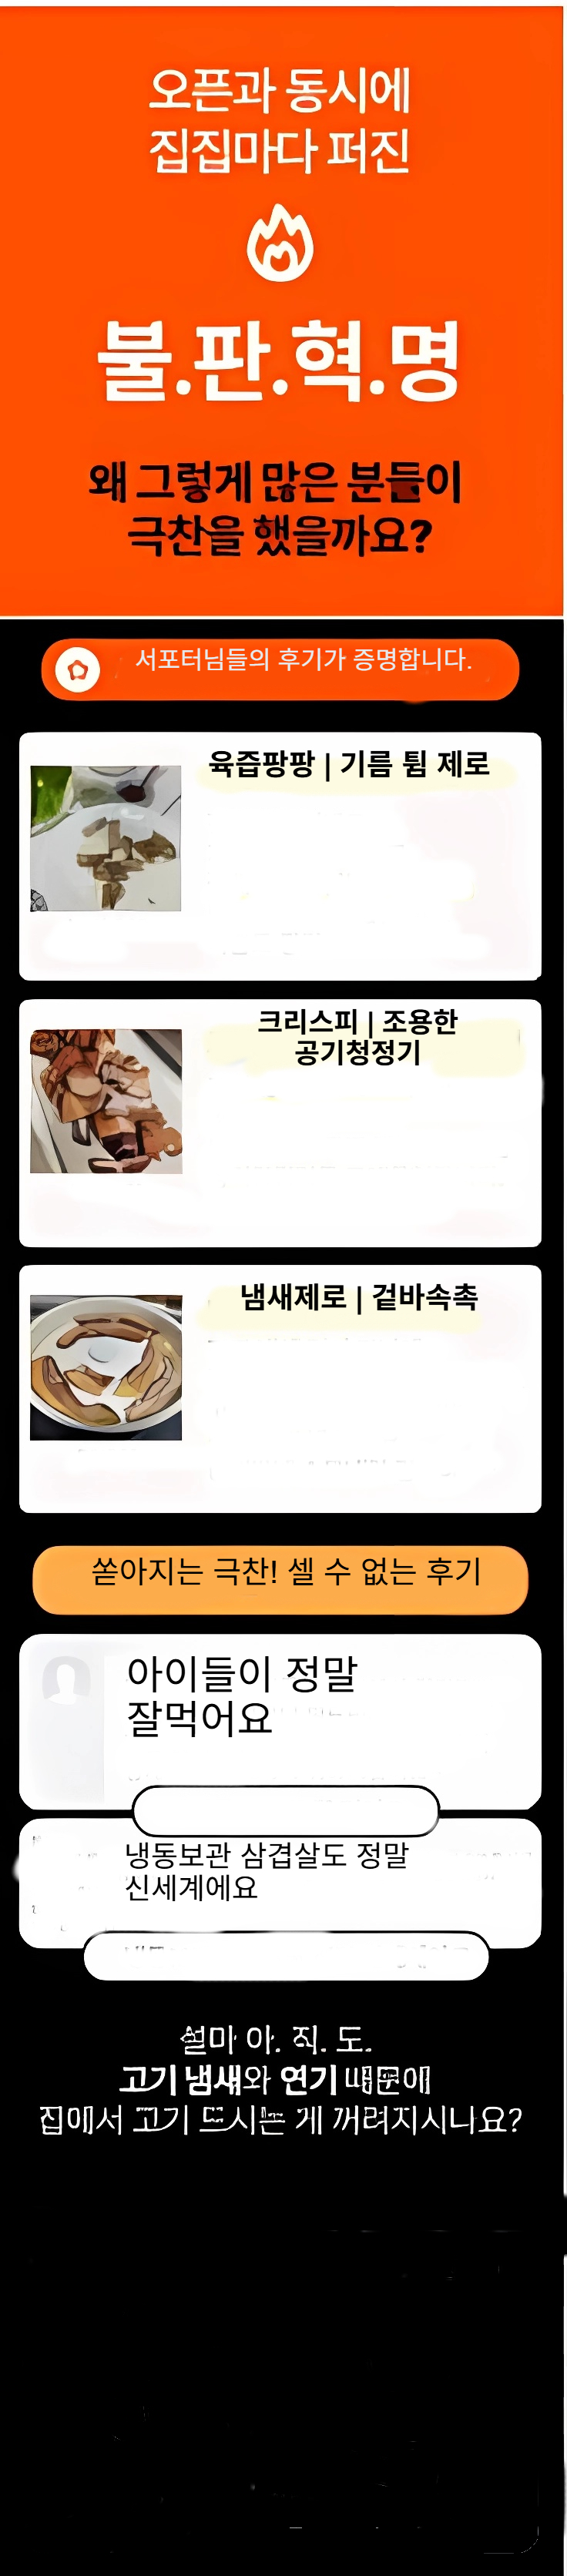 오픈과 동시에
집집마다 퍼진
불.판.혁.명
왜 그렇게 많은 분들이
극찬을 했을까요?
서포터님들의 후기가 증명합니다.
육즙팡팡 | 기름 튐 제로
크리스피 | 조용한
공기청정기
냄새제로 | 겉바속촉
쏟아지는 극찬! 셀 수 없는 후기
아이들이 정말
잘먹어요
냉동보관 삼겹살도 정말
신세계에요
설마 아. 직. 도.
고기 냄새와 연기 때문에
집에서 고기 드시는 게 꺼려지시나요?